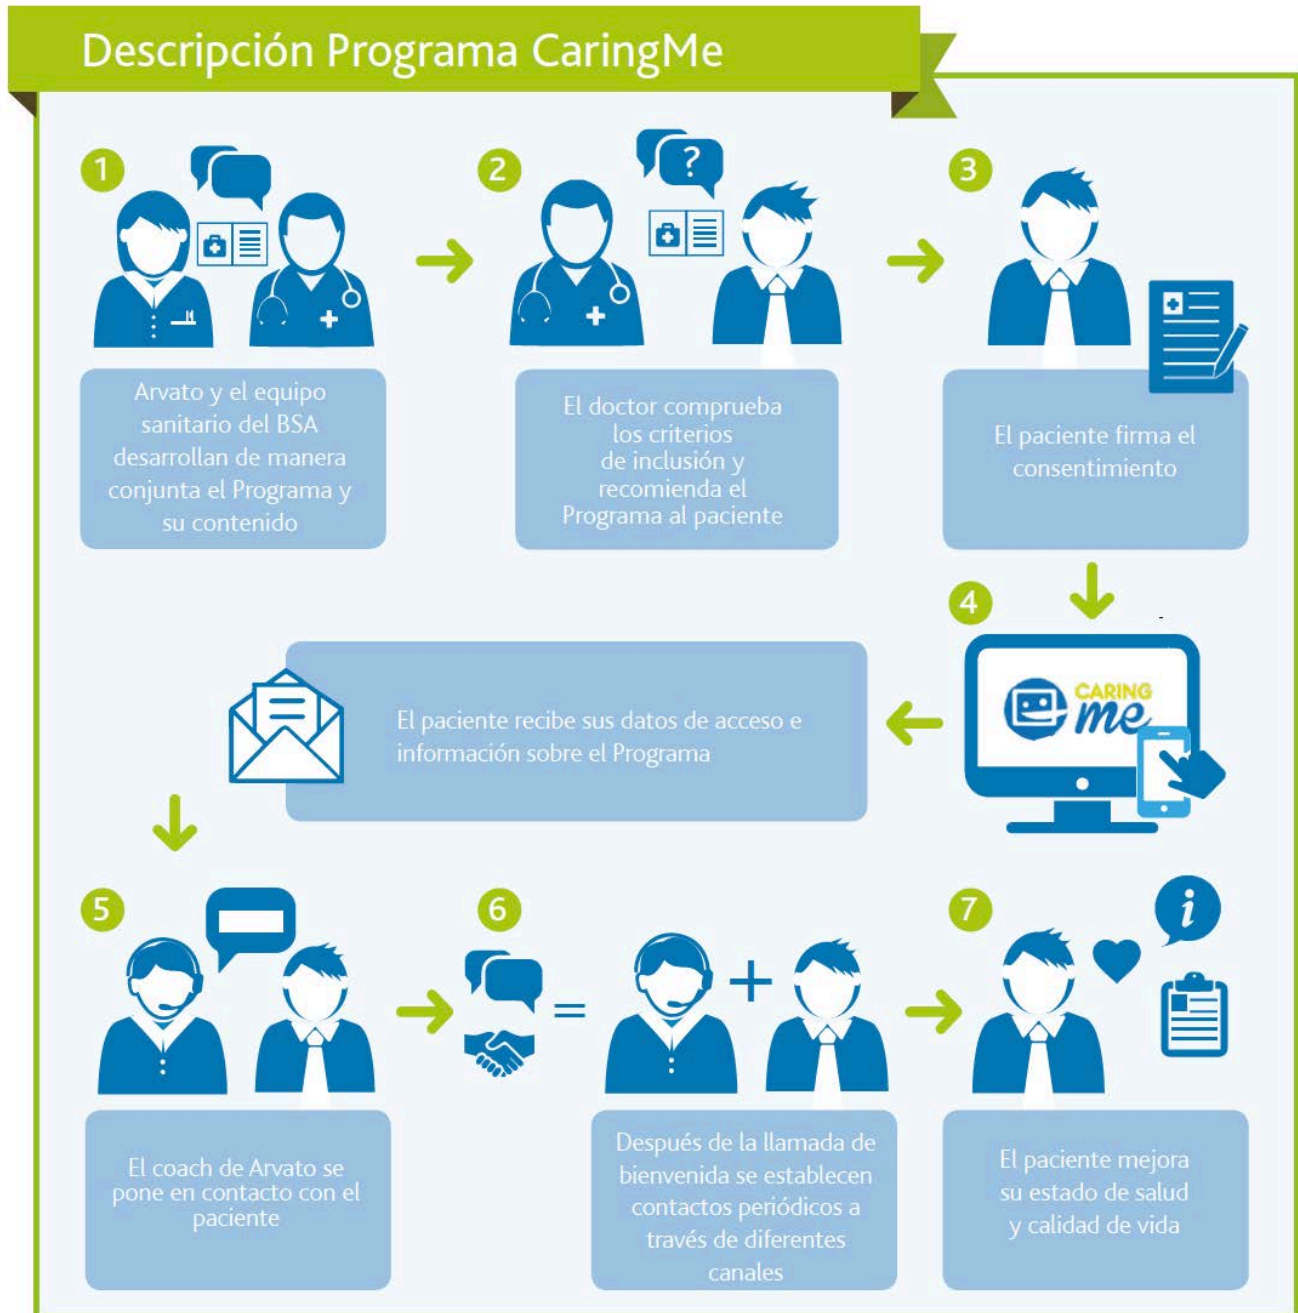 Descripción Programa CaringMe
1
?
2
3
Arvato y el equipo
sanitario del BSA
desarrollan de manera
conjunta el Programa y
su contenido
El doctor comprueba
los criterios
de inclusión y
recomienda el
Programa al paciente
El paciente firma el
consentimiento
4
CARING
me
El paciente recibe sus datos de acceso e
información sobre el Programa
5
6
=
+
7
i
El coach de Arvato se
pone en contacto con el
paciente
Después de la llamada de
bienvenida se establecen
contactos periódicos a
través de diferentes
canales
El paciente mejora
su estado de salud
y calidad de vida